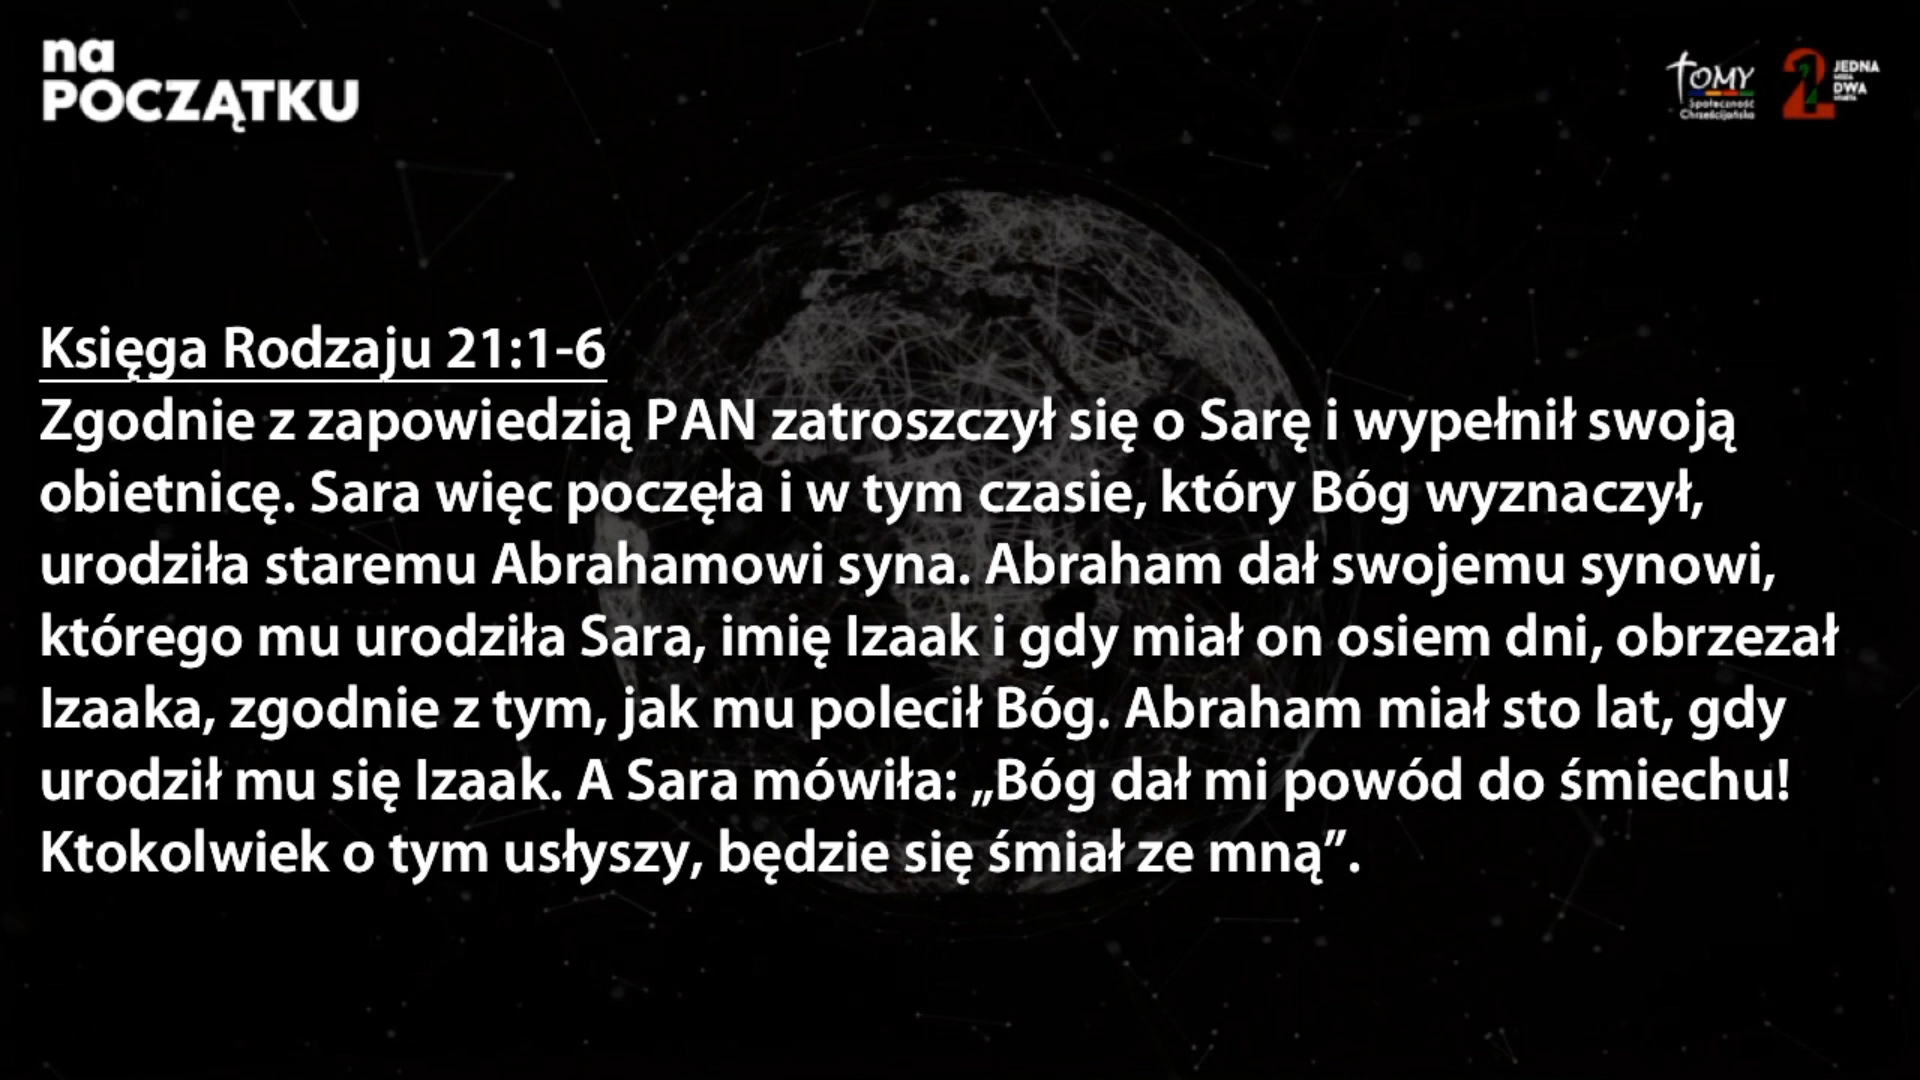 na
POCZĄTKU
TOMY
Społeczność
Chrześcijańska
2
JEDNA
DWA
Księga Rodzaju 21:1-6
Zgodnie z zapowiedzią PAN zatroszczył się o Sarę i wypełnił swoją
obietnicę. Sara więc poczęła i w tym czasie, który Bóg wyznaczył,
urodziła staremu Abrahamowi syna. Abraham dał swojemu synowi,
którego mu urodziła Sara, imię Izaak i gdy miał on osiem dni, obrzezał
Izaaka, zgodnie z tym, jak mu polecił Bóg. Abraham miał sto lat, gdy
urodził mu się Izaak. A Sara mówiła: „Bóg dał mi powód do śmiechu!
Ktokolwiek o tym usłyszy, będzie się śmiał ze mną”.